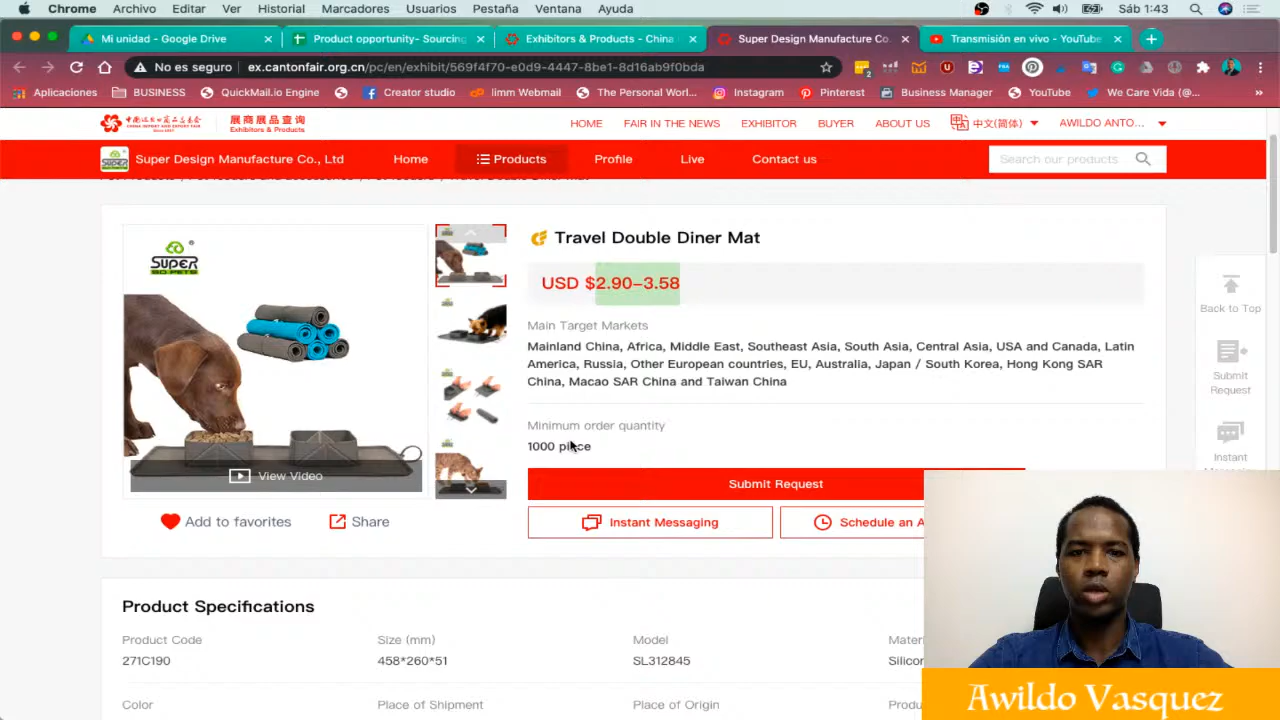 Chrome Archivo Editar Ver Historial Marcadores Usuarios Pestaña Ventana Ayuda Sáb 1:43
Mi unidad - Google Drive × Product opportunity- Sourcing × Exhibitors & Products - China × Super Design Manufacture Co. × Transmisión en vivo - YouTube ×
No es seguro ex.cantonfair.org.cn/pc/en/exhibit/569f4f70-e0d9-4447-8be1-8d16ab9f0bda
Aplicaciones BUSINESS QuickMail.io Engine Creator studio limm Webmail The Personal Worl... Instagram Pinterest Business Manager YouTube We Care Vida (@... »
展商展品查询
Exhibitors & Products
HOME FAIR IN THE NEWS EXHIBITOR BUYER ABOUT US 中文(简体) AWILDO ANTO...
Super Design Manufacture Co., Ltd Home Products Profile Live Contact us Search our products
SUPER
Travel Double Diner Mat
USD $2.90-3.58
Main Target Markets
Mainland China, Africa, Middle East, Southeast Asia, South Asia, Central Asia, USA and Canada, Latin
America, Russia, Other European countries, EU, Australia, Japan / South Korea, Hong Kong SAR
China, Macao SAR China and Taiwan China
Minimum order quantity
1000 piece
View Video
Submit Request
Add to favorites Share
Instant Messaging
Schedule an A
Back to Top
Submit
Request
Instant
Product Specifications
Product Code Size (mm) Model Mater
271C190 458*260*51 SL312845 Silicor
Color Place of Shipment Place of Origin Produ
Awildo Vasquez